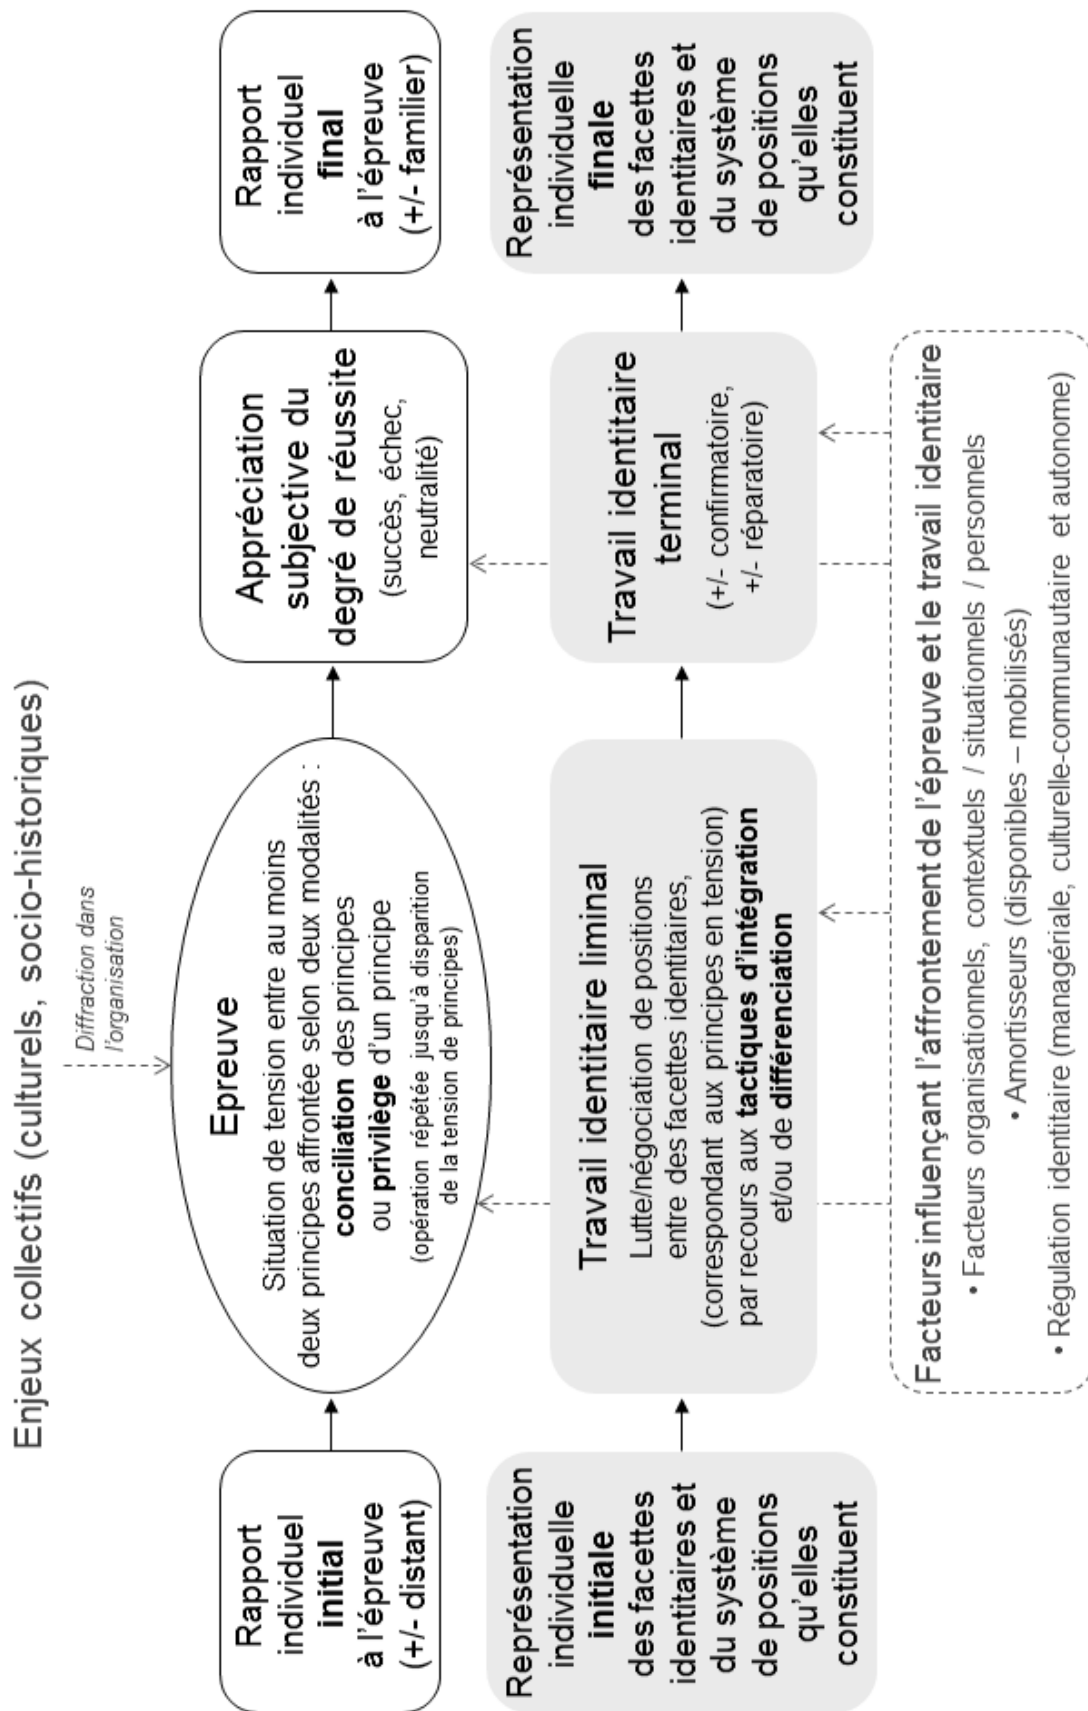 Enjeux collectifs (culturels, socio-historiques)
Diffraction dans
l'organisation
Rapport
individuel
initial
à l'épreuve
(+/- distant)
Epreuve
Situation de tension entre au moins
deux principes affrontée selon deux modalités :
conciliation des principes
ou privilège d'un principe
(opération répétée jusqu'à disparition
de la tension de principes)
Appréciation
subjective du
degré de réussite
(succès, échec,
neutralité)
Rapport
individuel
final
à l'épreuve
(+/- familier)
Représentation
individuelle
initiale
des facettes
identitaires et
du système
de positions
qu'elles
constituent
Travail identitaire liminal
Lutte/négociation de positions
entre des facettes identitaires,
(correspondant aux principes en tension)
par recours aux tactiques d'intégration
et/ou de différenciation
Travail identitaire
terminal
(+/- confirmatoire,
+/- réparatoire)
Représentation
individuelle
finale
des facettes
identitaires et
du système
de positions
qu'elles
constituent
Facteurs influençant l'affrontement de l'épreuve et le travail identitaire
• Facteurs organisationnels, contextuels / situationnels / personnels
• Amortisseurs (disponibles – mobilisés)
• Régulation identitaire (managériale, culturelle-communautaire et autonome)